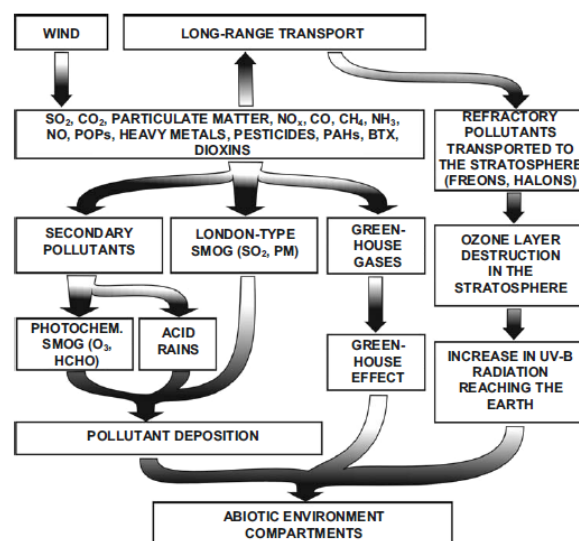 WIND
LONG-RANGE TRANSPORT
SO₂, CO₂, PARTICULATE MATTER, NOₓ, CO, CH₄, NH₃,
NO, POPs, HEAVY METALS, PESTICIDES, PAHs, BTX,
DIOXINS
REFRACTORY
POLLUTANTS
TRANSPORTED TO
THE STRATOSPHERE
(FREONS, HALONS)
SECONDARY
POLLUTANTS
LONDON-TYPE
SMOG (SO₂, PM)
GREEN-
HOUSE
GASES
OZONE LAYER
DESTRUCTION
IN THE
STRATOSPHERE
PHOTOCHEM.
SMOG (O₃,
HCHO)
ACID
RAINS
GREEN-
HOUSE
EFFECT
INCREASE IN UV-B
RADIATION
REACHING THE
EARTH
POLLUTANT DEPOSITION
ABIOTIC ENVIRONMENT
COMPARTMENTS